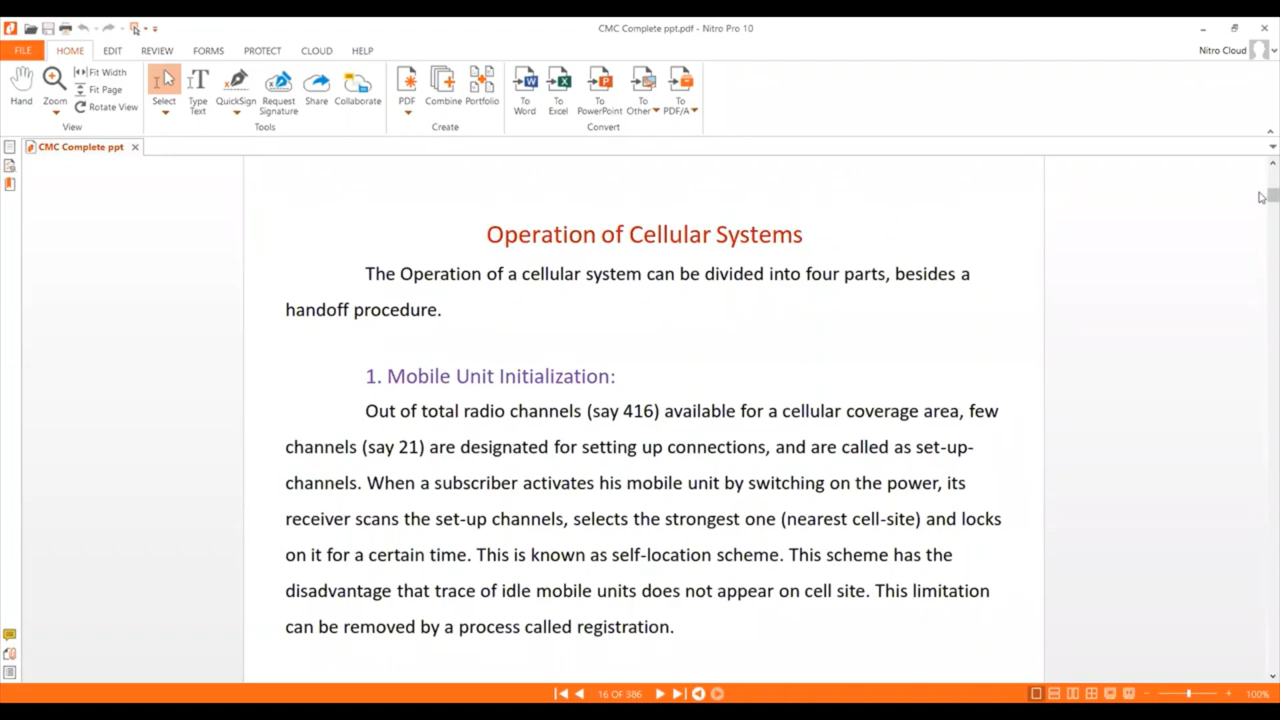 CMC Complete ppt.pdf - Nitro Pro 10
FILE HOME EDIT REVIEW FORMS PROTECT CLOUD HELP
Nitro Cloud
Hand
Zoom
Fit Width
Fit Page
Rotate View
View
Select
Type Text
QuickSign
Request Signature
Share
Collaborate
Tools
PDF
Combine
Portfolio
Create
To Word
To Excel
To PowerPoint
To Other
To PDF/A
Convert
CMC Complete ppt
Operation of Cellular Systems
The Operation of a cellular system can be divided into four parts, besides a
handoff procedure.
1. Mobile Unit Initialization:
Out of total radio channels (say 416) available for a cellular coverage area, few
channels (say 21) are designated for setting up connections, and are called as set-up-
channels. When a subscriber activates his mobile unit by switching on the power, its
receiver scans the set-up channels, selects the strongest one (nearest cell-site) and locks
on it for a certain time. This is known as self-location scheme. This scheme has the
disadvantage that trace of idle mobile units does not appear on cell site. This limitation
can be removed by a process called registration.
16 OF 386
100%